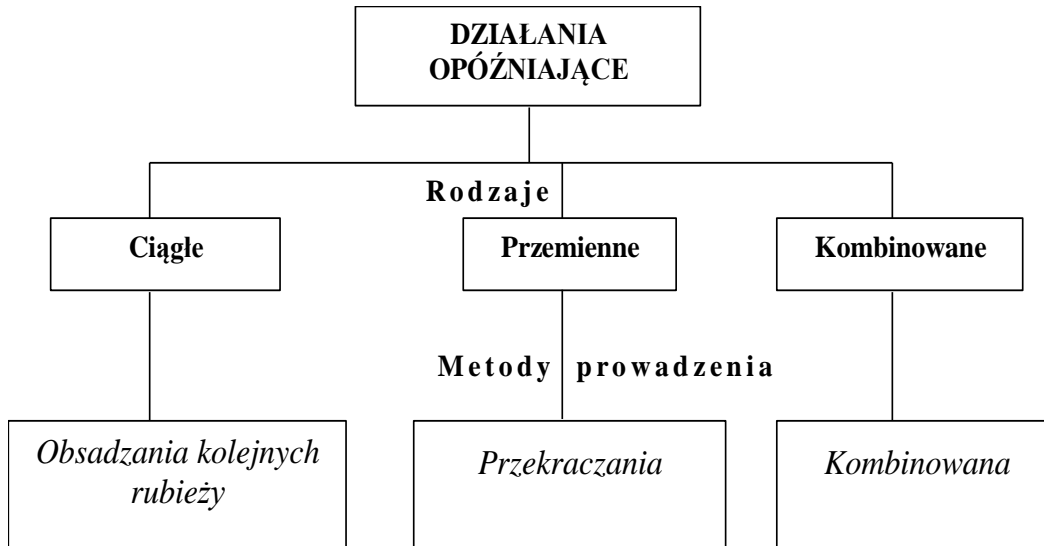 DZIAŁANIA
OPÓŹNIAJĄCE
Rodzaje
Ciągłe
Przemienne
Kombinowane
Metody prowadzenia
Obsadzania kolejnych
rubieży
Przekraczania
Kombinowana